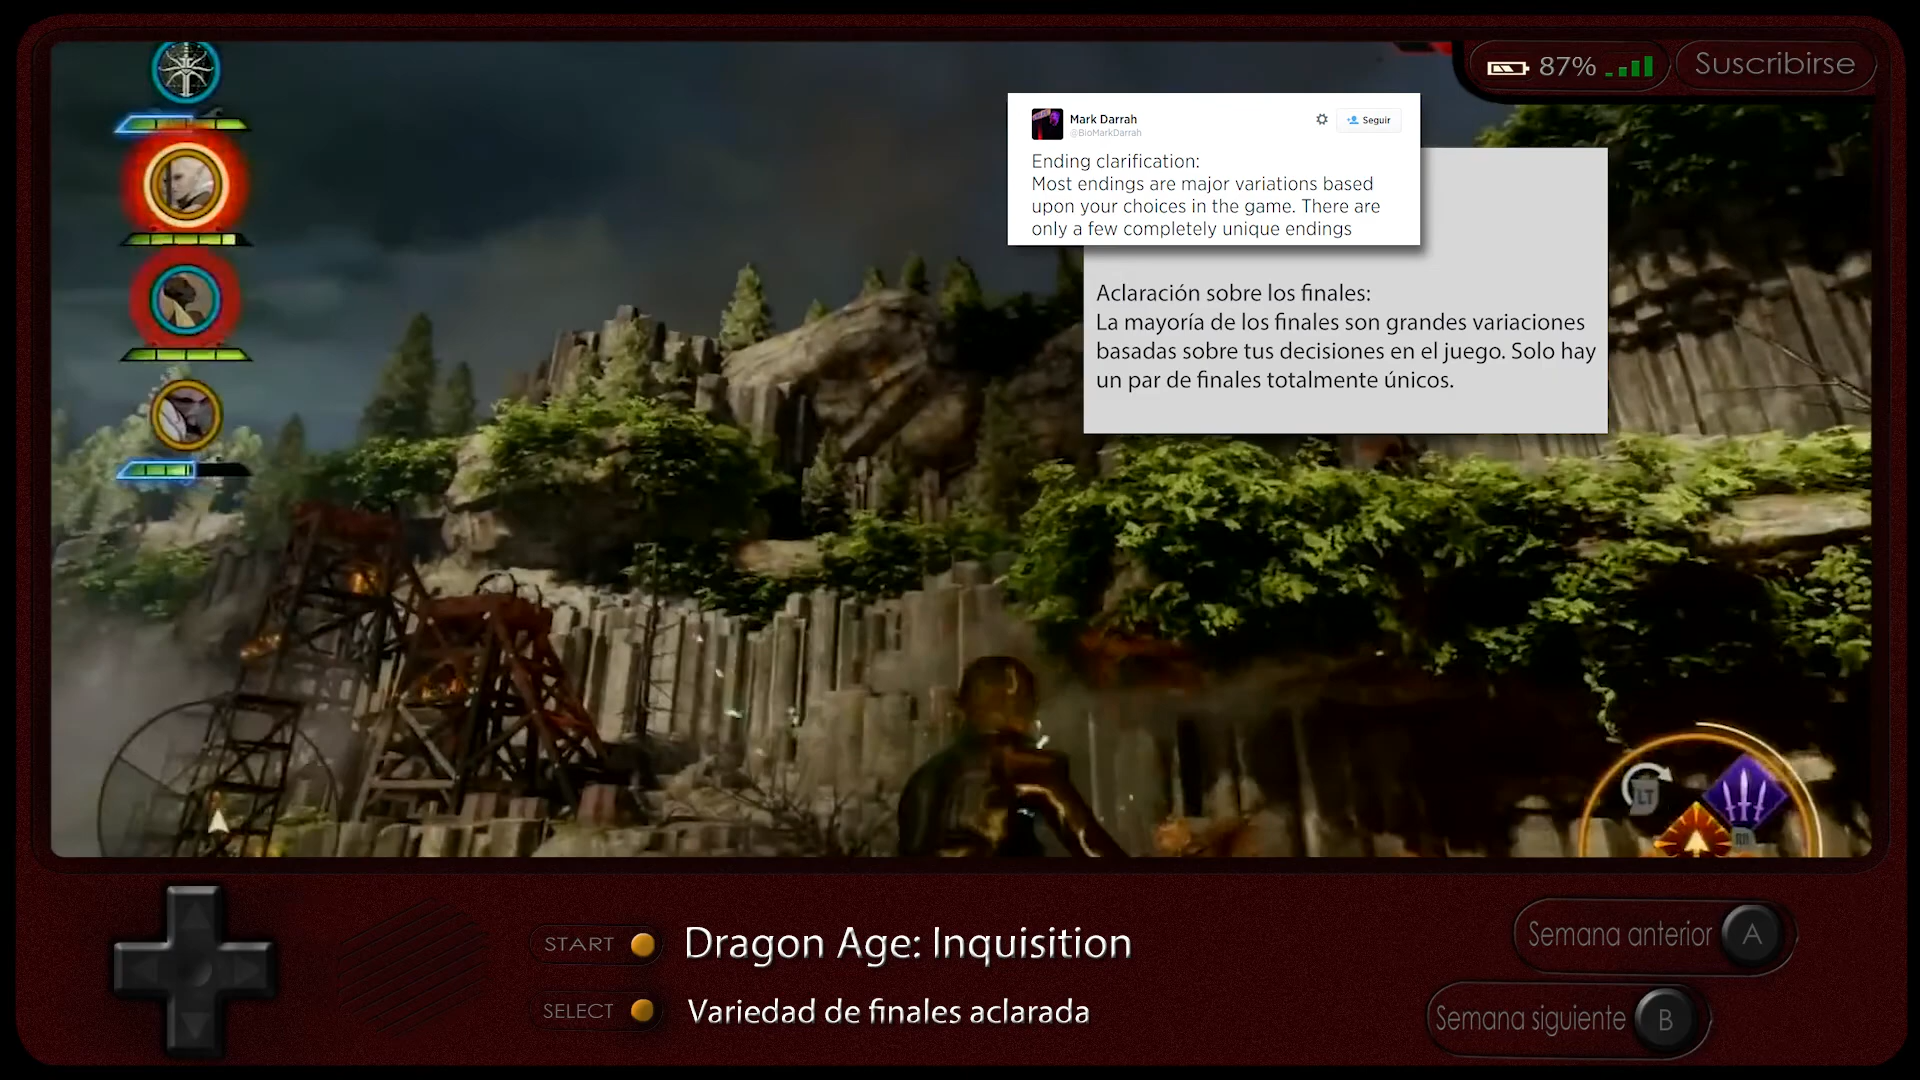 87%
Suscribirse
Mark Darrah
@BioMarkDarrah
Seguir
Ending clarification:
Most endings are major variations based
upon your choices in the game. There are
only a few completely unique endings
Aclaración sobre los finales:
La mayoría de los finales son grandes variaciones
basadas sobre tus decisiones en el juego. Solo hay
un par de finales totalmente únicos.
LT
START
Dragon Age: Inquisition
SELECT
Variedad de finales aclarada
Semana anterior A
Semana siguiente B